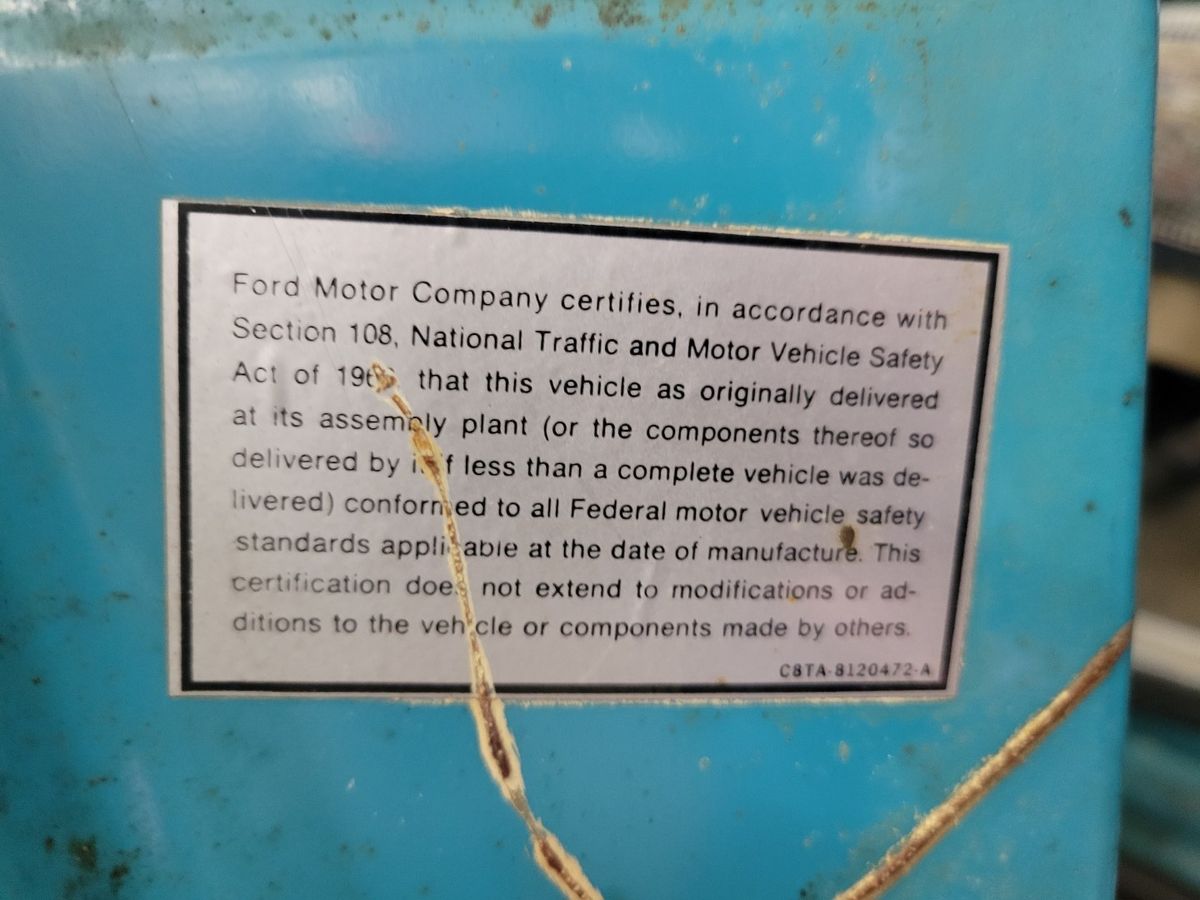 Ford Motor Company certifies, in accordance with
Section 108, National Traffic and Motor Vehicle Safety
Act of that this vehicle as originally delivered
at its assembly plant (or the components thereof so
delivered by less than a complete vehicle was de-
livered) conformed to all Federal motor vehicle safety
standards applicable at the date of manufacture. This
certification does not extend to modifications or ad-
ditions to the vehicle or components made by others.
C8TA-8120472-A